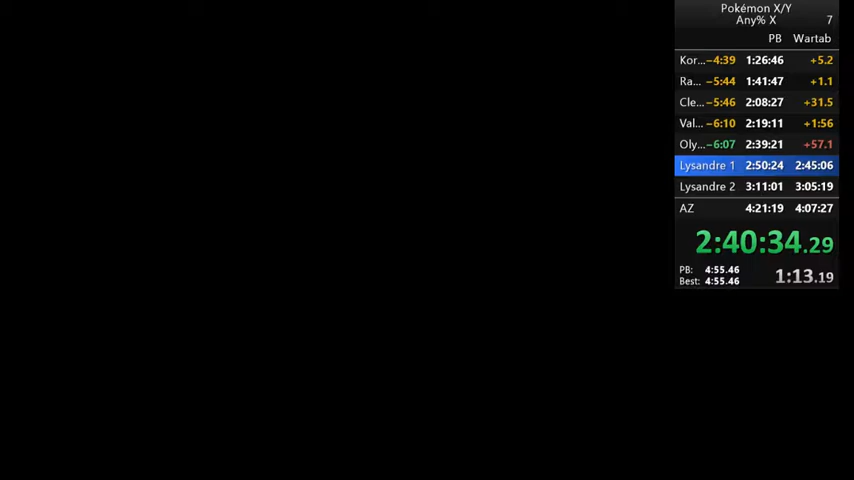 Pokémon X/Y
Any% X 7
PB Wartab
Kor... −4:39 1:26:46 +5.2
Ra... −5:44 1:41:47 +1.1
Cle... −5:46 2:08:27 +31.5
Val... −6:10 2:19:11 +1:56
Oly... −6:07 2:39:21 +57.1
Lysandre 1 2:50:24 2:45:06
Lysandre 2 3:11:01 3:05:19
AZ 4:21:19 4:07:27
2:40:34.29
PB: 4:55.46 1:13.19
Best: 4:55.46